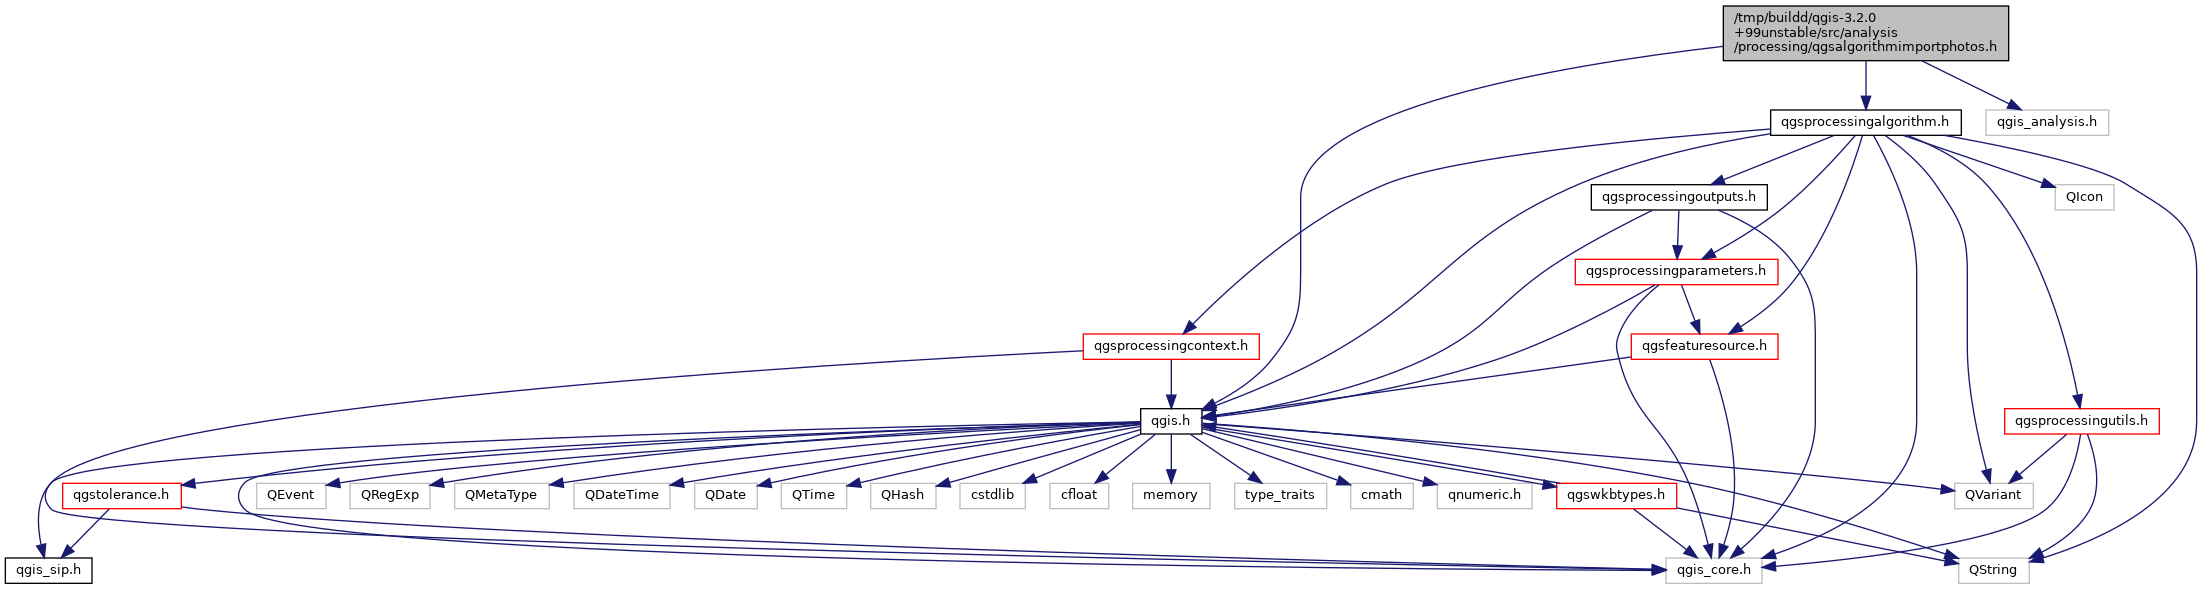 /tmp/buildd/qgis-3.2.0
+99unstable/src/analysis
/processing/qgsalgorithmimportphotos.h
qgsprocessingalgorithm.h
qgis_analysis.h
qgsprocessingoutputs.h
QIcon
qgsprocessingparameters.h
qgsprocessingcontext.h
qgsfeaturesource.h
qgis.h
qgsprocessingutils.h
qgstolerance.h
QEvent
QRegExp
QMetaType
QDateTime
QDate
QTime
QHash
cstdlib
cfloat
memory
type_traits
cmath
qnumeric.h
qgswkbtypes.h
QVariant
qgis_sip.h
qgis_core.h
QString